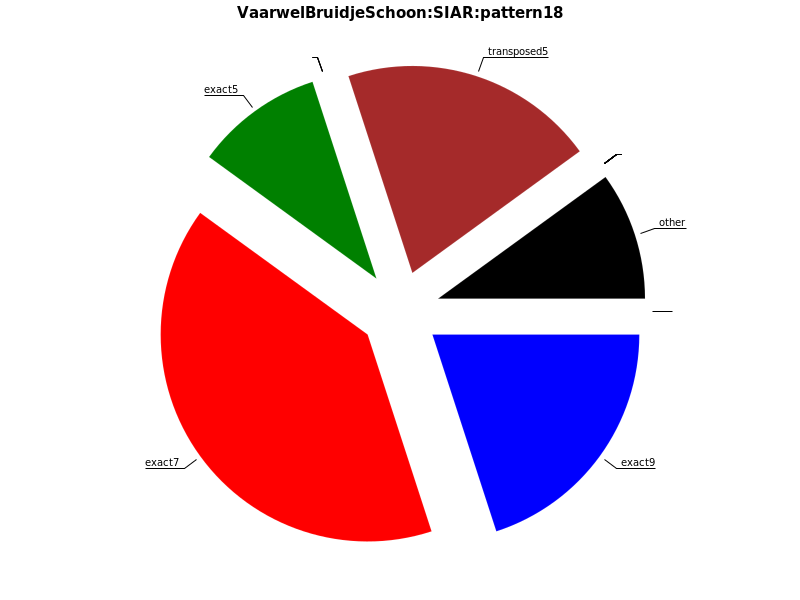 VaarwelBruidjeSchoon:SIAR:pattern18
transposed5
exact5
other
exact7
exact9